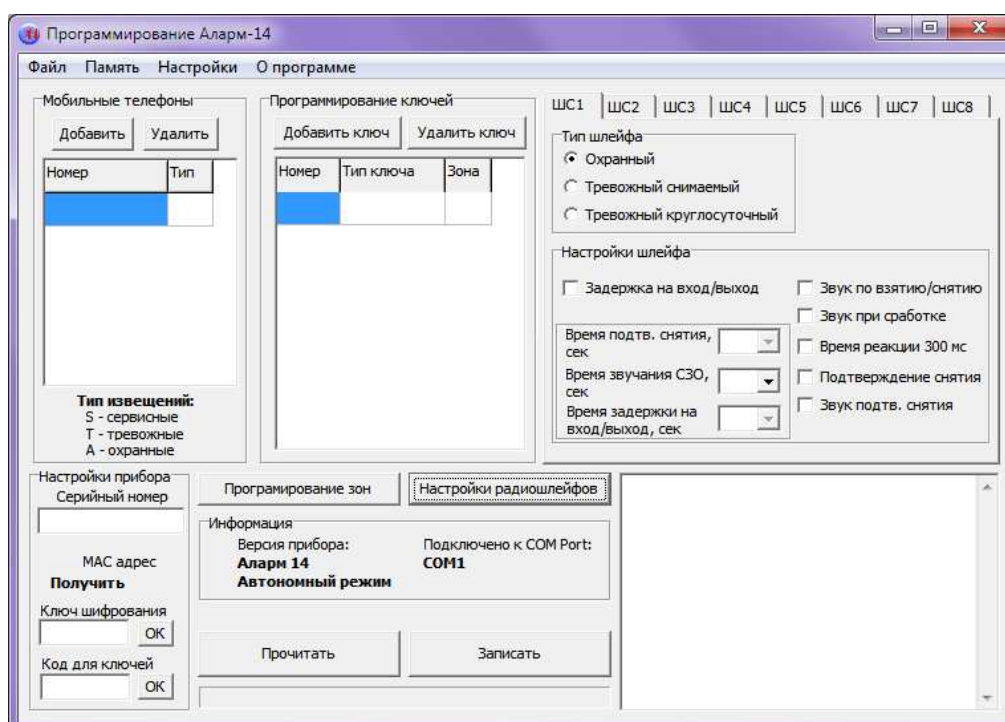 Программирование Аларм-14
Файл Память Настройки О программе
Мобильные телефоны
Добавить Удалить
Номер Тип
Тип извещений:
S - сервисные
T - тревожные
A - охранные
Программирование ключей
Добавить ключ Удалить ключ
Номер Тип ключа Зона
ШС1 ШС2 ШС3 ШС4 ШС5 ШС6 ШС7 ШС8
Тип шлейфа
Охранный
Тревожный снимаемый
Тревожный круглосуточный
Настройки шлейфа
Задержка на вход/выход
Время подтв. снятия,
сек
Время звучания СЗО,
сек
Время задержки на
вход/выход, сек
Звук по взятию/снятию
Звук при сработке
Время реакции 300 мс
Подтверждение снятия
Звук подтв. снятия
Настройки прибора
Серийный номер
MAC адрес
Получить
Ключ шифрования
OK
Код для ключей
OK
Програмирование зон
Настройки радиошлейфов
Информация
Версия прибора:
Аларм 14
Автономный режим
Подключено к COM Port:
COM1
Прочитать
Записать